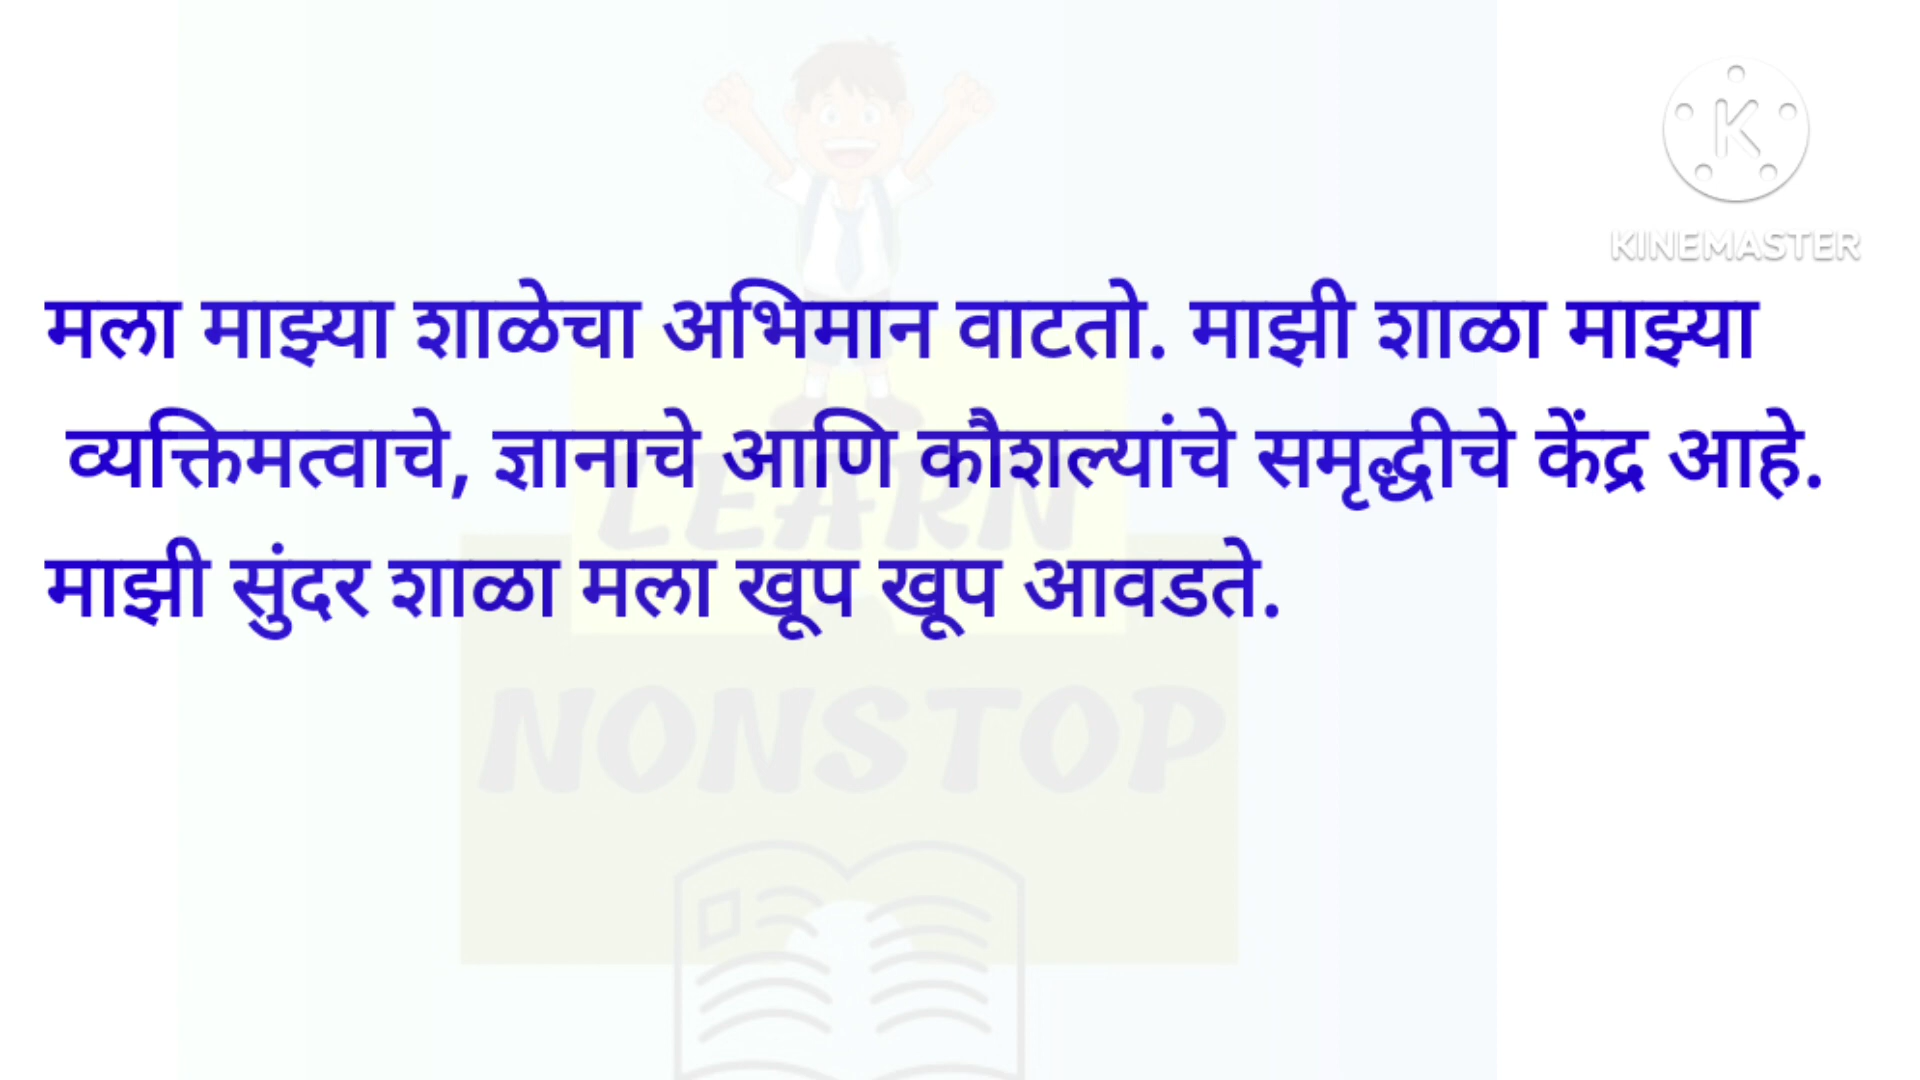 KINEMASTER
मला माझ्या शाळेचा अभिमान वाटतो. माझी शाळा माझ्या
व्यक्तिमत्वाचे, ज्ञानाचे आणि कौशल्यांचे समृद्धीचे केंद्र आहे.
माझी सुंदर शाळा मला खूप खूप आवडते.
LEARN
NONSTOP